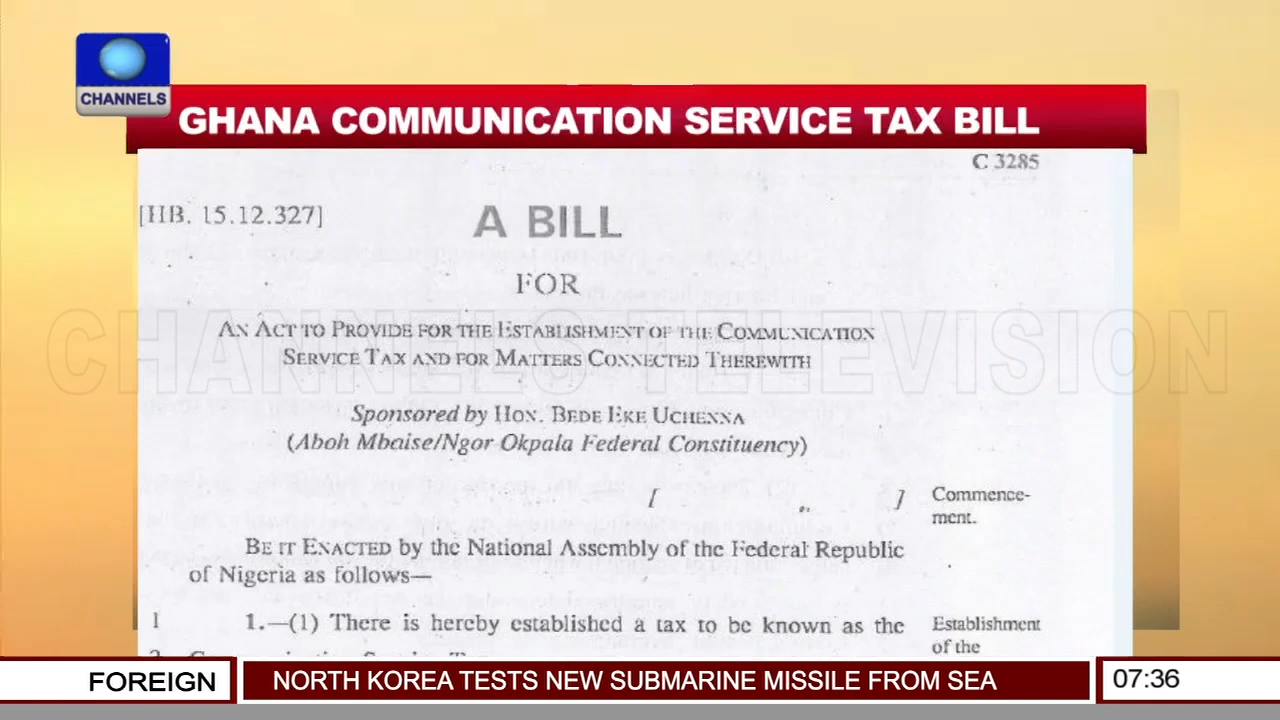 CHANNELS
GHANA COMMUNICATION SERVICE TAX BILL
C 3285
[HB. 15.12.327]
A BILL
FOR
AN ACT TO PROVIDE FOR THE ESTABLISHMENT OF THE COMMUNICATION
SERVICE TAX AND FOR MATTERS CONNECTED THEREWITH
CHANNELS TELEVISION
Sponsored by HON. BEDE EKE UCHENNA
(Aboh Mbaise/Ngor Okpala Federal Constituency)
[ ] Commence-
ment.
BE IT ENACTED by the National Assembly of the Federal Republic
of Nigeria as follows—
1 1.—(1) There is hereby established a tax to be known as the
Establishment
of the
FOREIGN
NORTH KOREA TESTS NEW SUBMARINE MISSILE FROM SEA
07:36